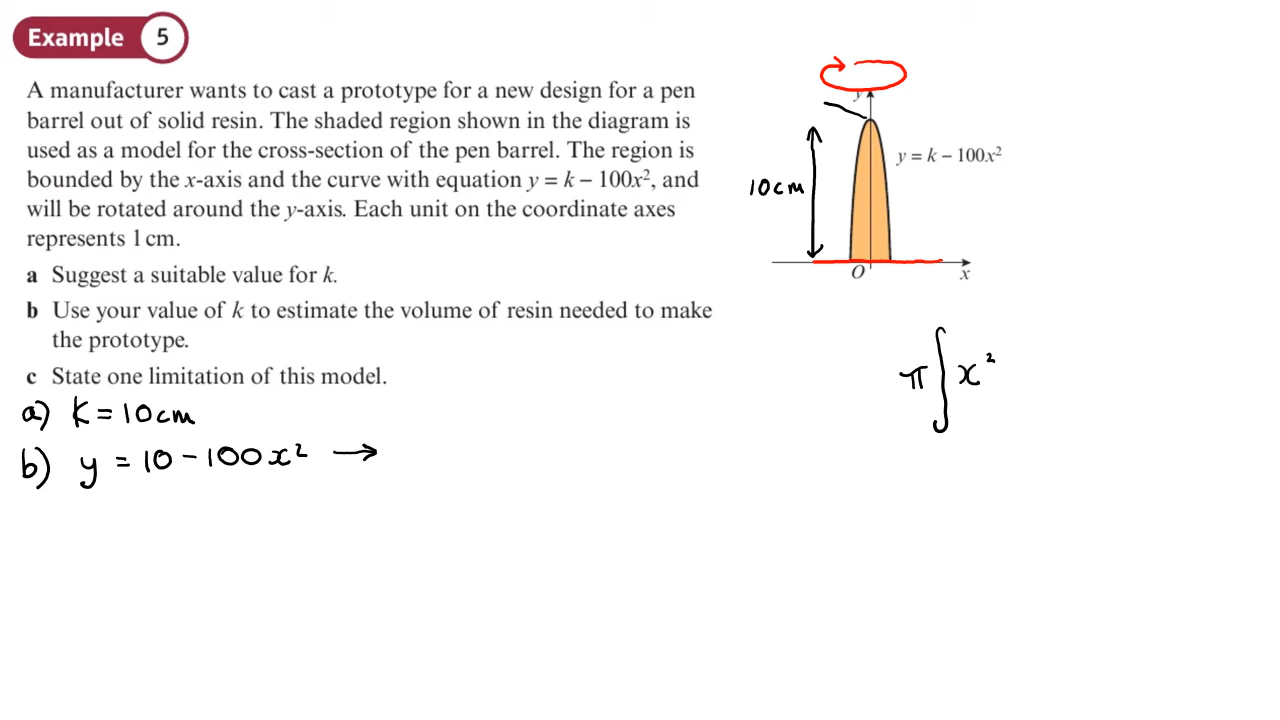 Example 5
A manufacturer wants to cast a prototype for a new design for a pen
barrel out of solid resin. The shaded region shown in the diagram is
used as a model for the cross-section of the pen barrel. The region is
bounded by the x-axis and the curve with equation y = k – 100x², and
will be rotated around the y-axis. Each unit on the coordinate axes
represents 1 cm.
a Suggest a suitable value for k.
b Use your value of k to estimate the volume of resin needed to make
the prototype.
c State one limitation of this model.
a) K = 10cm
b) y = 10 - 100x² →
y
y = k – 100x²
10cm
O
x
π∫x²